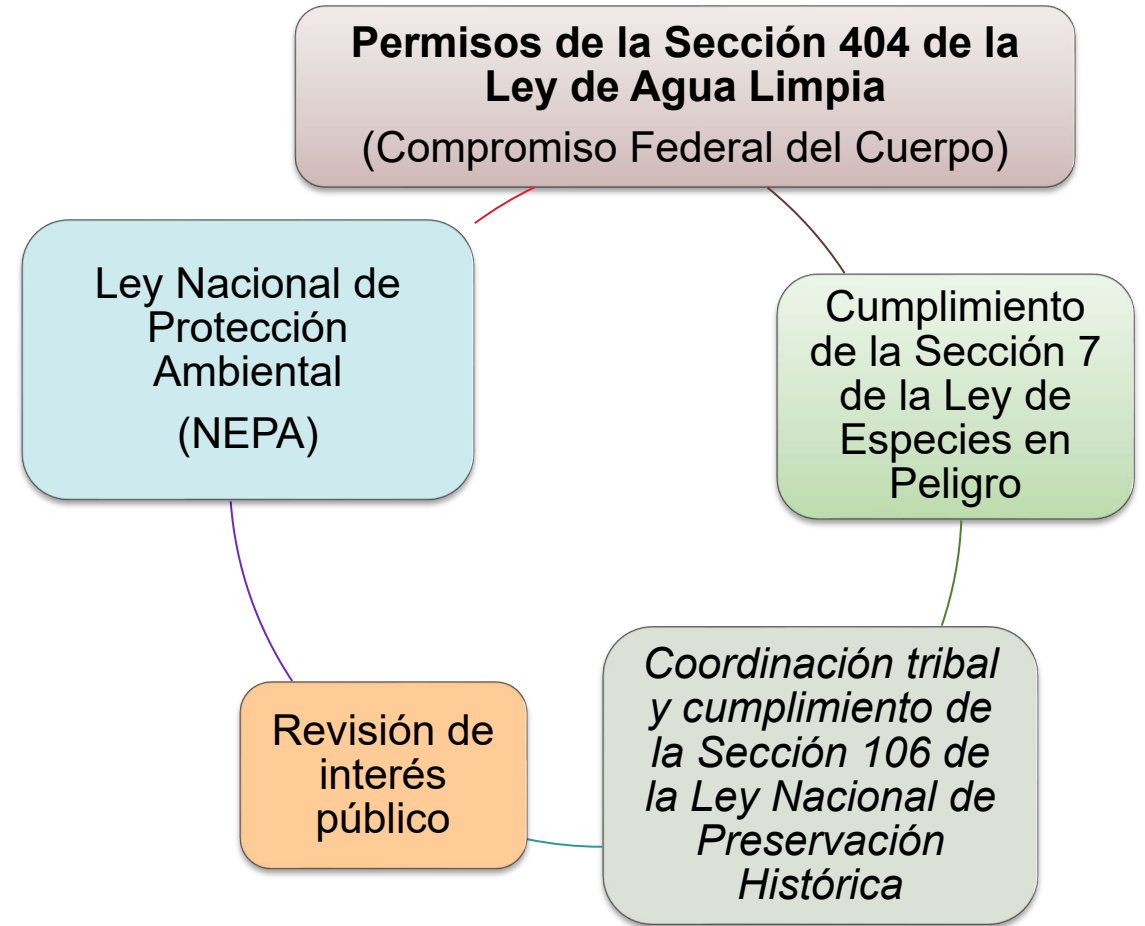 Permisos de la Sección 404 de la
Ley de Agua Limpia
(Compromiso Federal del Cuerpo)
Ley Nacional de
Protección
Ambiental
(NEPA)
Cumplimiento
de la Sección 7
de la Ley de
Especies en
Peligro
Coordinación tribal
y cumplimiento de
la Sección 106 de
la Ley Nacional de
Preservación
Histórica
Revisión de
interés
público